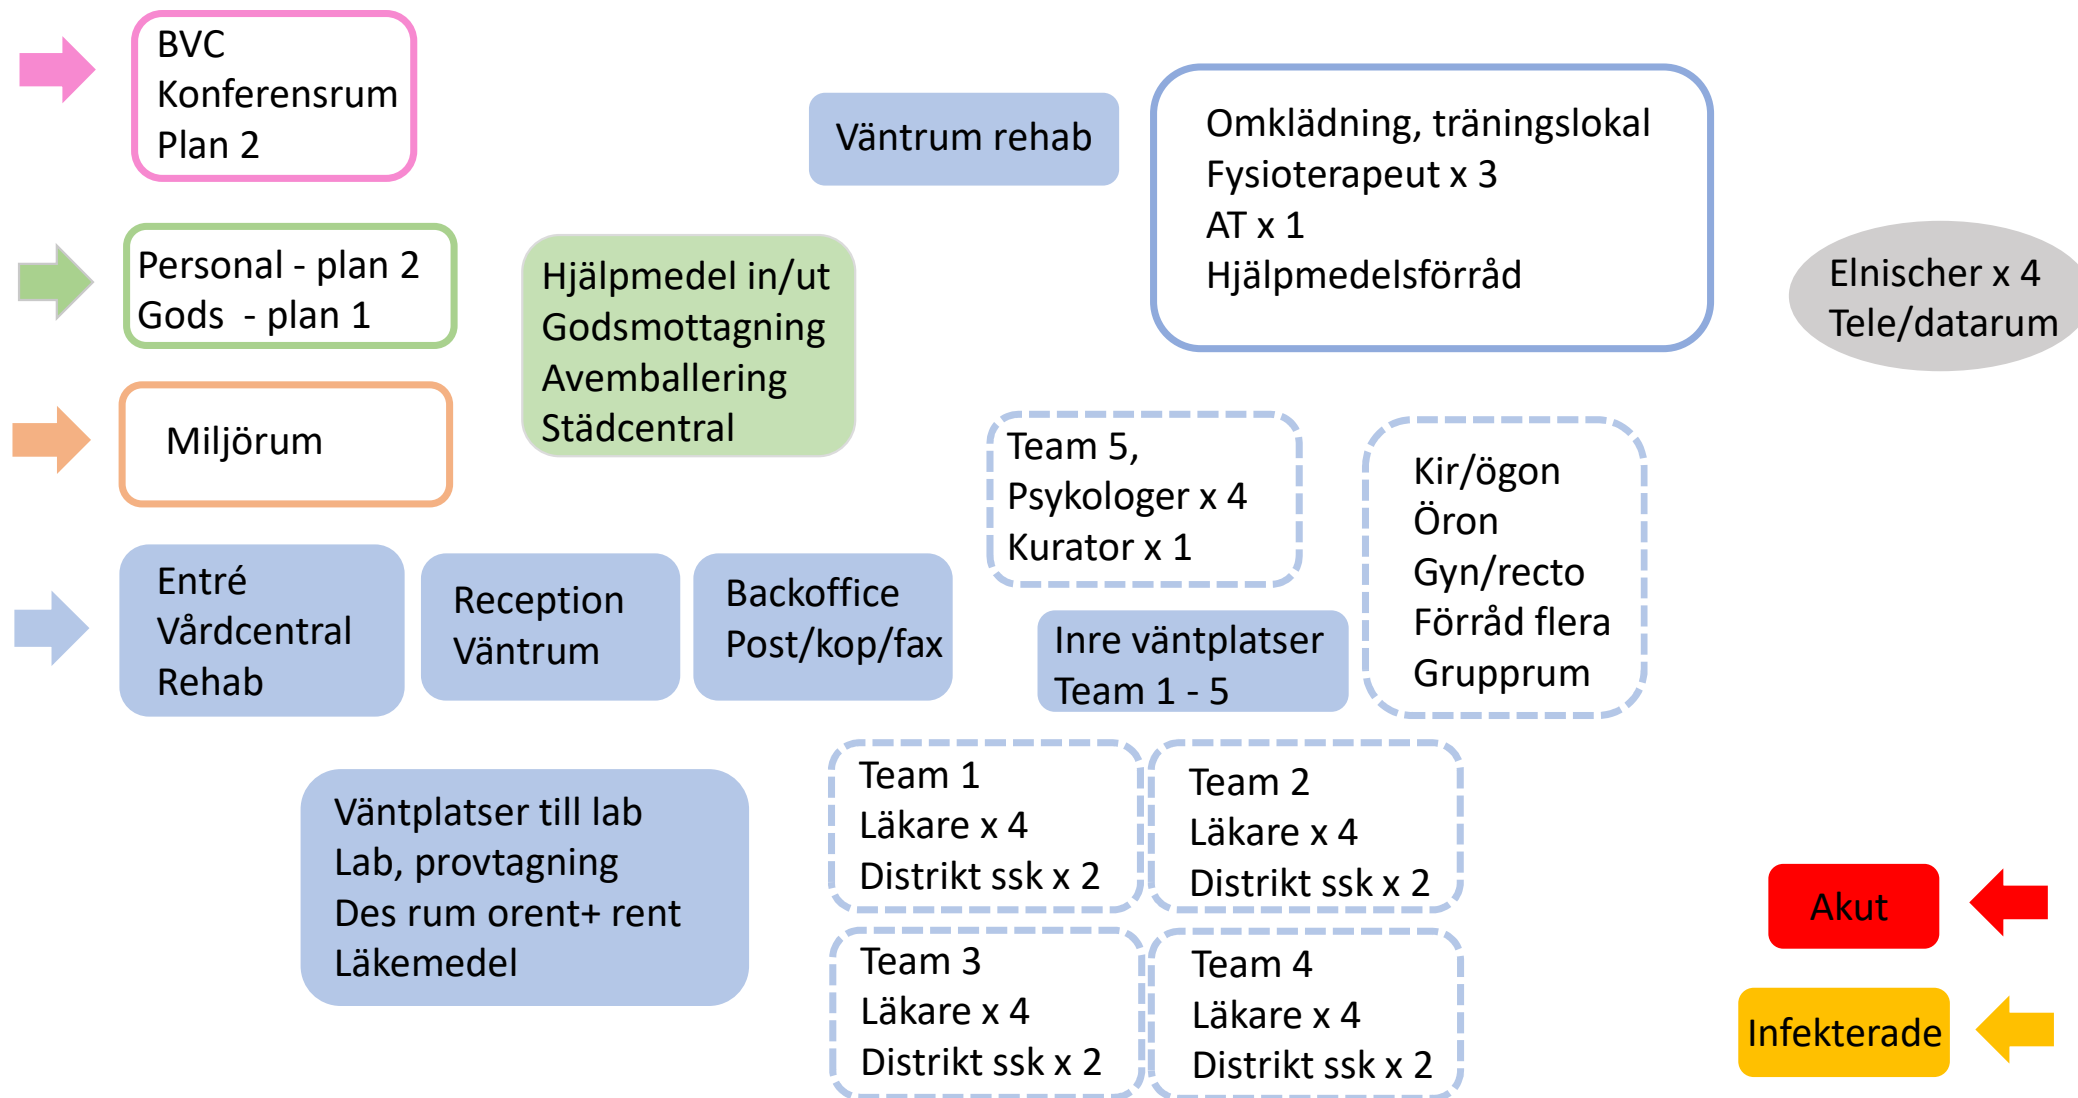 BVC
Konferensrum
Plan 2
Väntrum rehab
Omklädning, träningslokal
Fysioterapeut x 3
AT x 1
Hjälpmedelsförråd
Personal - plan 2
Gods  - plan 1
Hjälpmedel in/ut
Godsmottagning
Avemballering
Städcentral
Elnischer x 4
Tele/datarum
Miljörum
Team 5,
Psykologer x 4
Kurator x 1
Kir/ögon
Öron
Gyn/recto
Förråd flera
Grupprum
Entré
Vårdcentral
Rehab
Reception
Väntrum
Backoffice
Post/kop/fax
Inre väntplatser
Team 1 - 5
Väntplatser till lab
Lab, provtagning
Des rum orent+ rent
Läkemedel
Team 1
Läkare x 4
Distrikt ssk x 2
Team 2
Läkare x 4
Distrikt ssk x 2
Team 3
Läkare x 4
Distrikt ssk x 2
Team 4
Läkare x 4
Distrikt ssk x 2
Akut
Infekterade